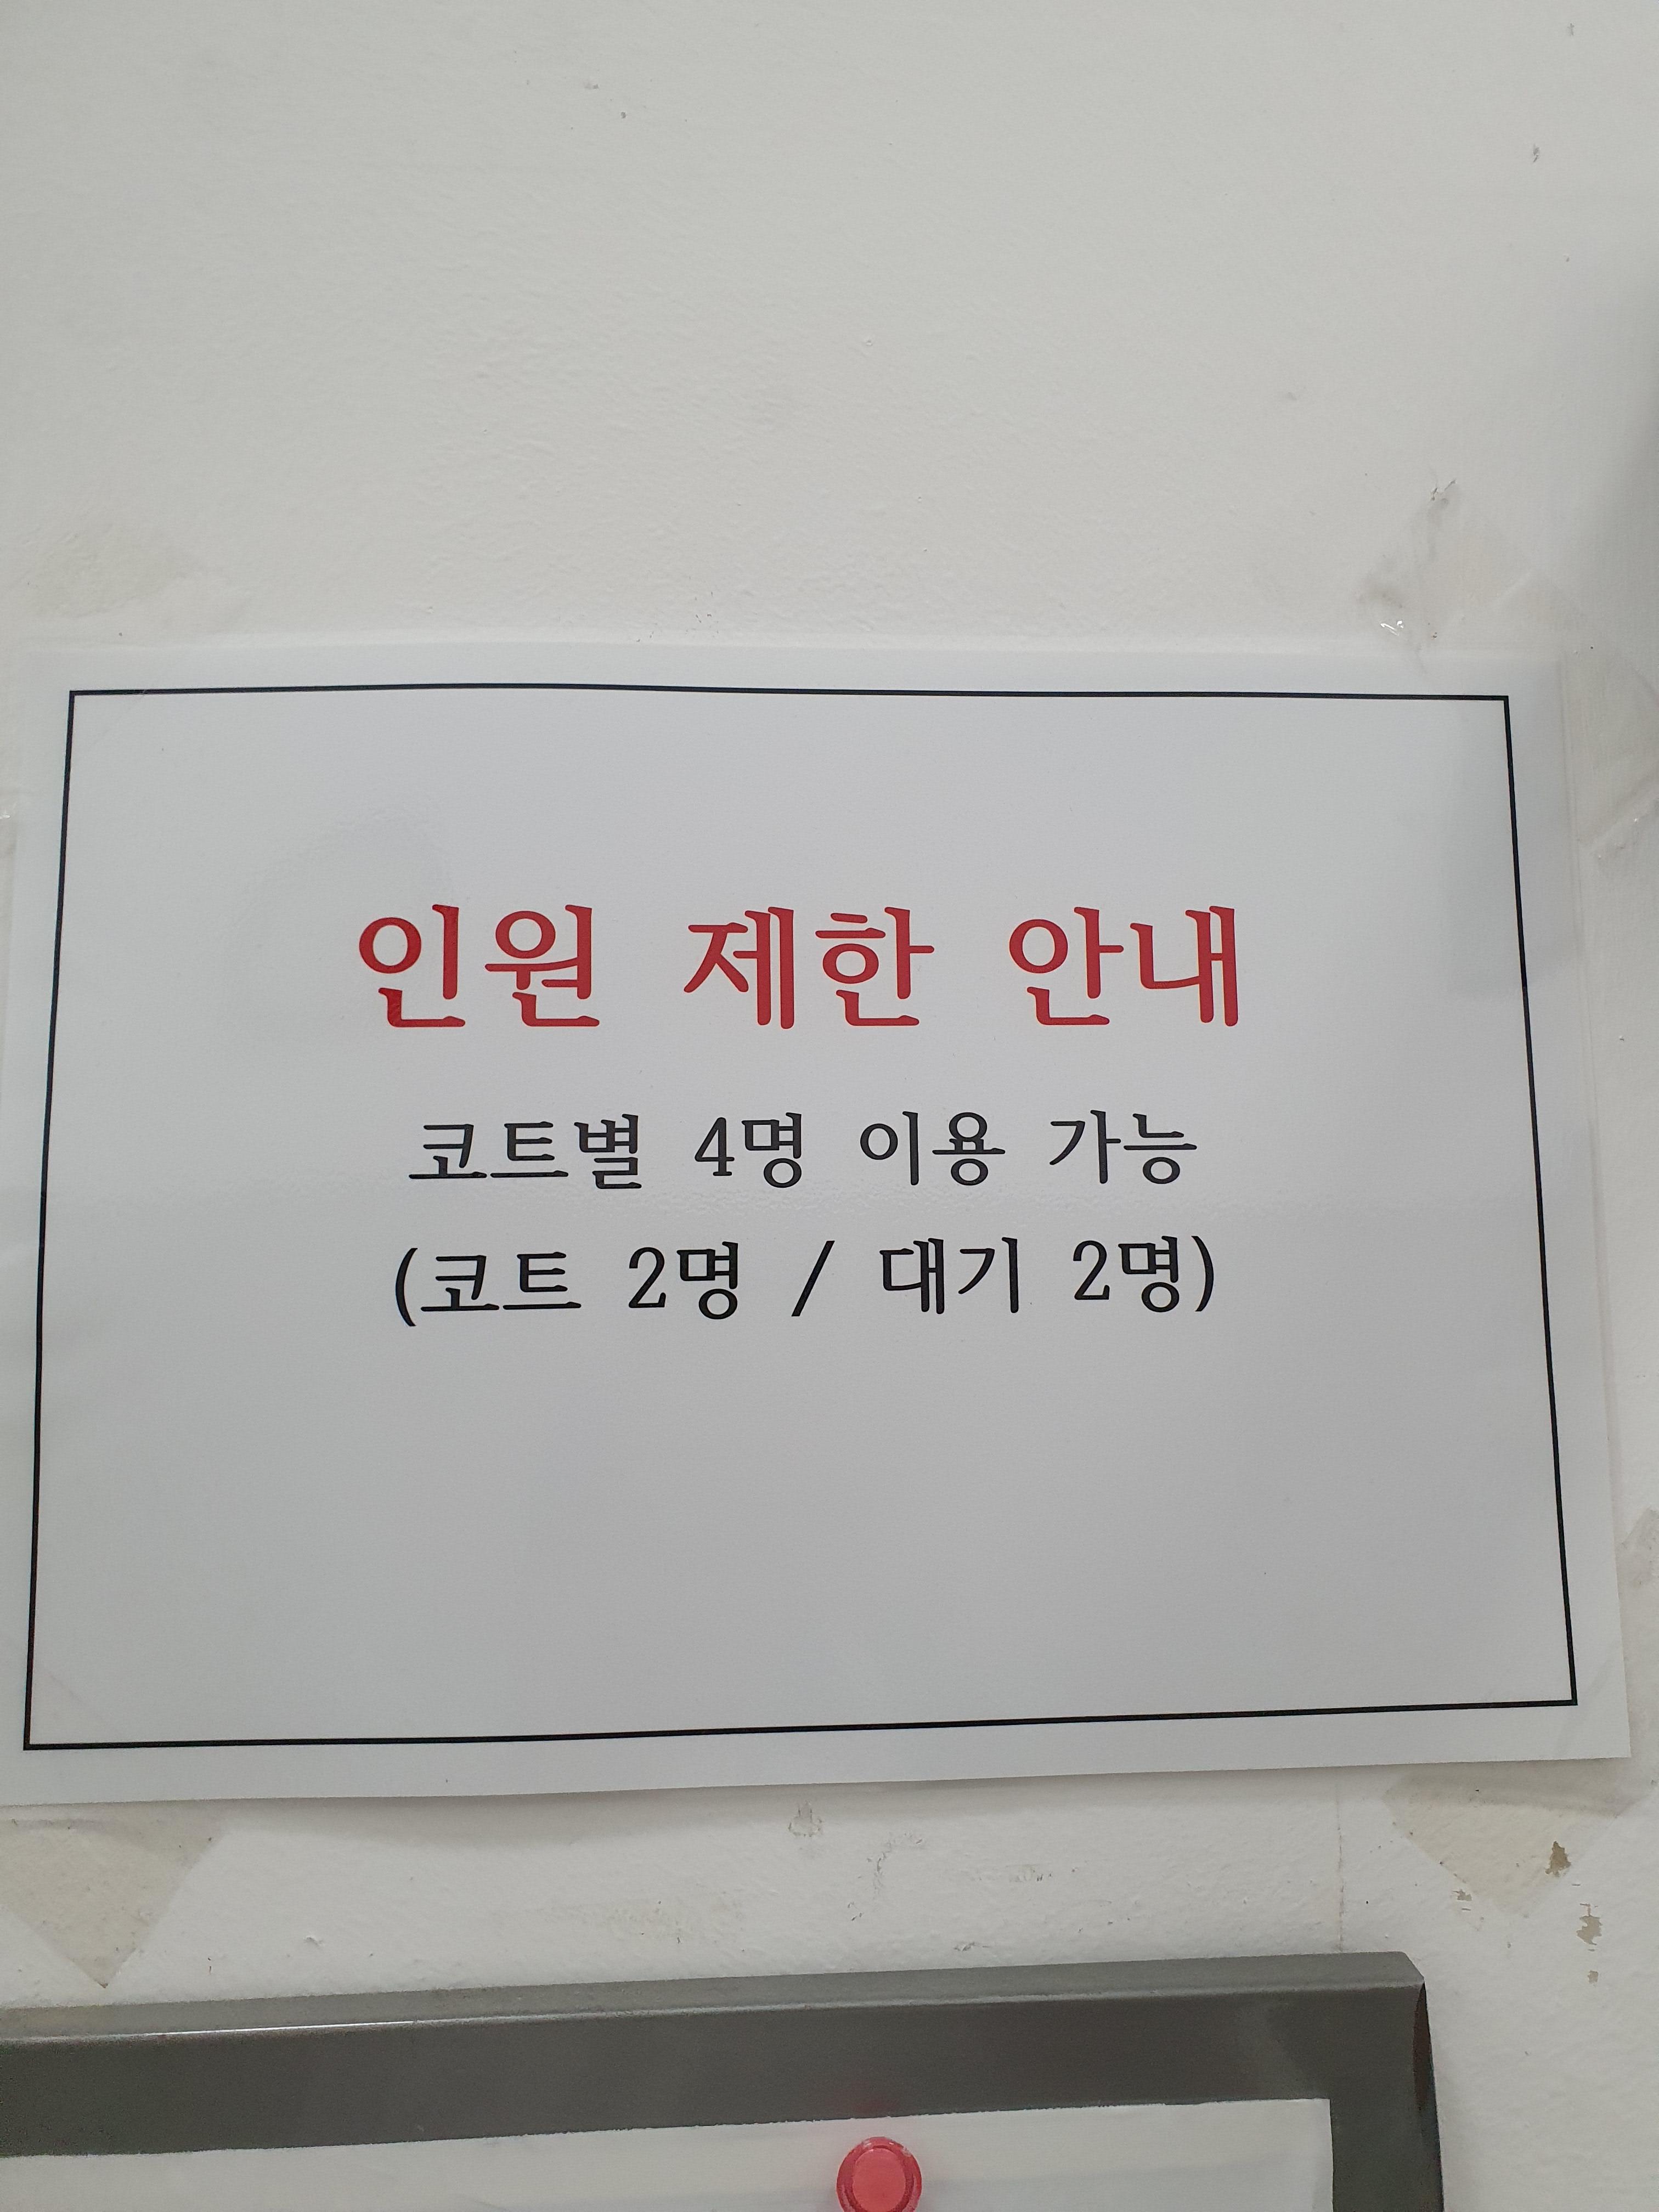 인원 제한 안내
코트별 4명 이용 가능
(코트 2명 / 대기 2명)